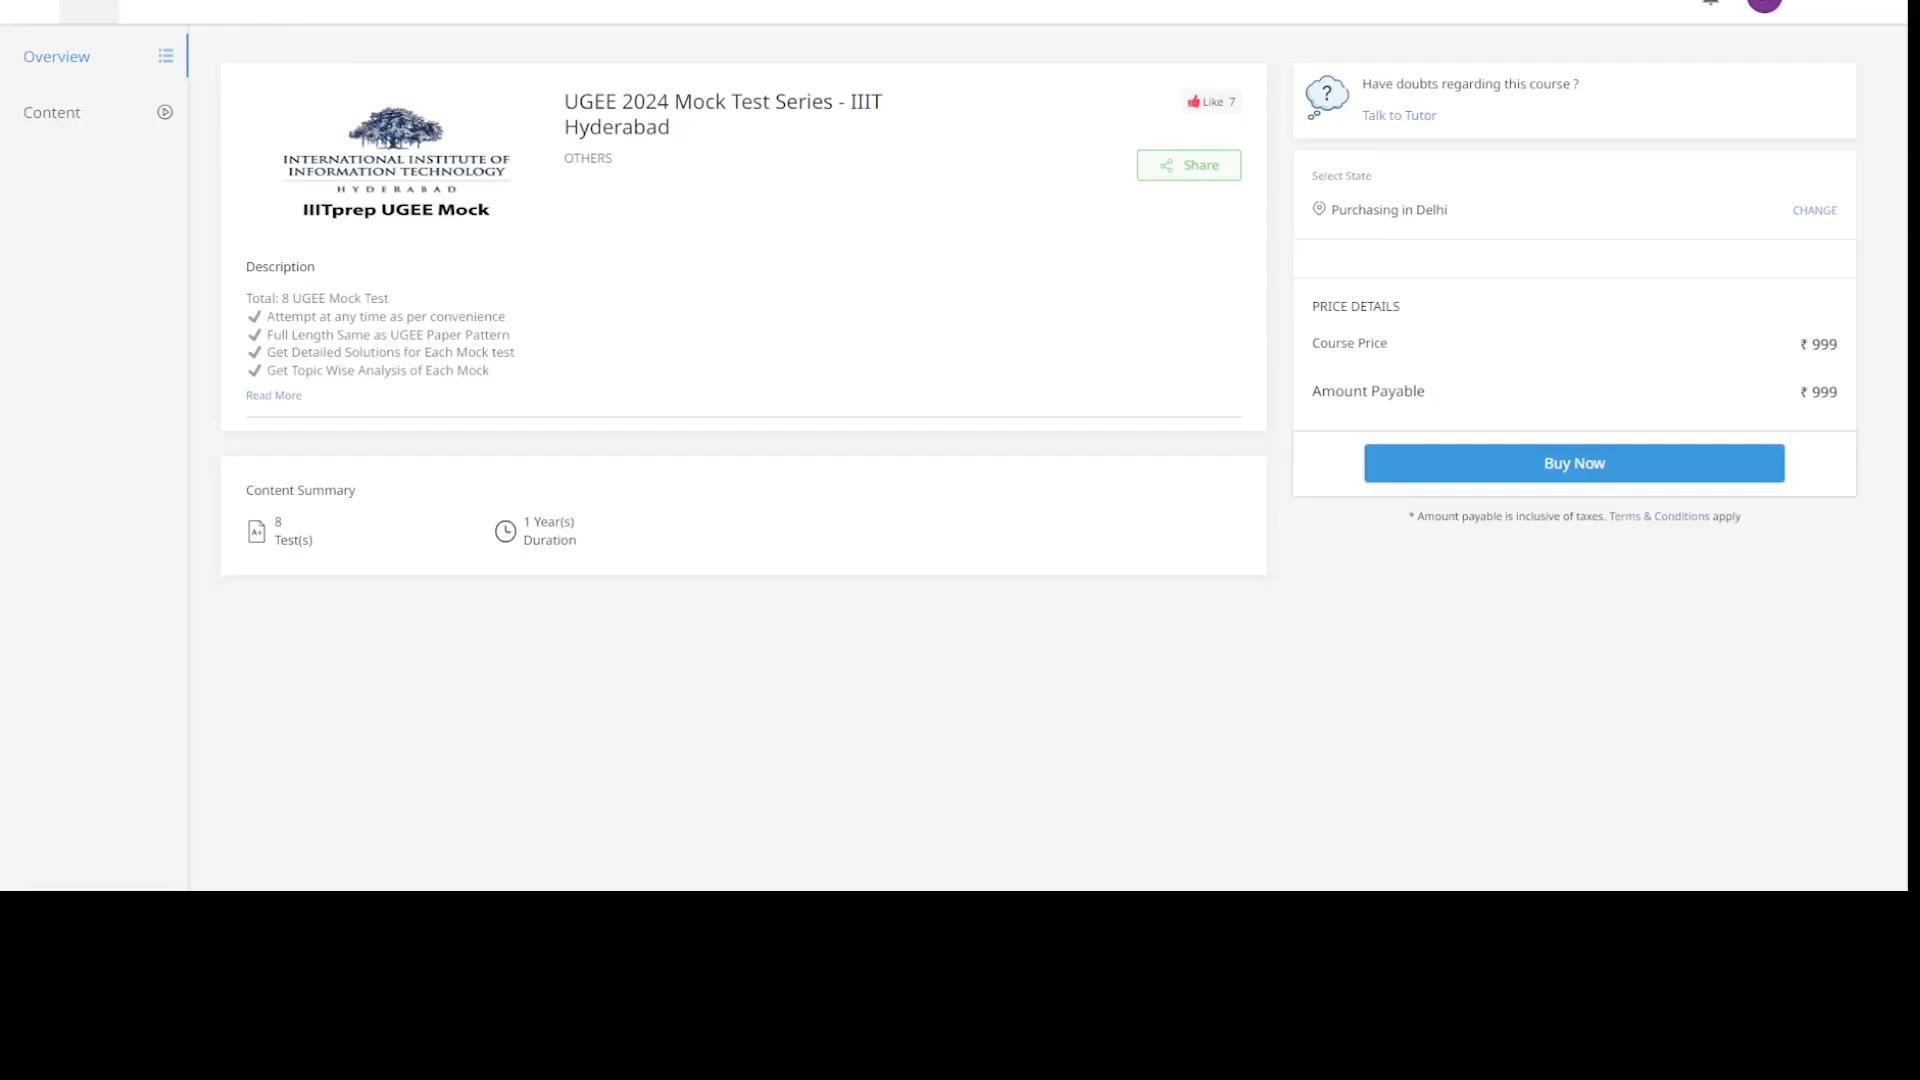 Overview
Content
INTERNATIONAL INSTITUTE OF
INFORMATION TECHNOLOGY
HYDERABAD
IIITprep UGEE Mock
UGEE 2024 Mock Test Series - IIIT
Hyderabad
OTHERS
Like 7
Share
Description
Total: 8 UGEE Mock Test
✔ Attempt at any time as per convenience
✔ Full Length Same as UGEE Paper Pattern
✔ Get Detailed Solutions for Each Mock test
✔ Get Topic Wise Analysis of Each Mock
Read More
Content Summary
8
Test(s)
1 Year(s)
Duration
?
Have doubts regarding this course ?
Talk to Tutor
Select State
Purchasing in Delhi
CHANGE
PRICE DETAILS
Course Price ₹ 999
Amount Payable ₹ 999
Buy Now
* Amount payable is inclusive of taxes. Terms & Conditions apply